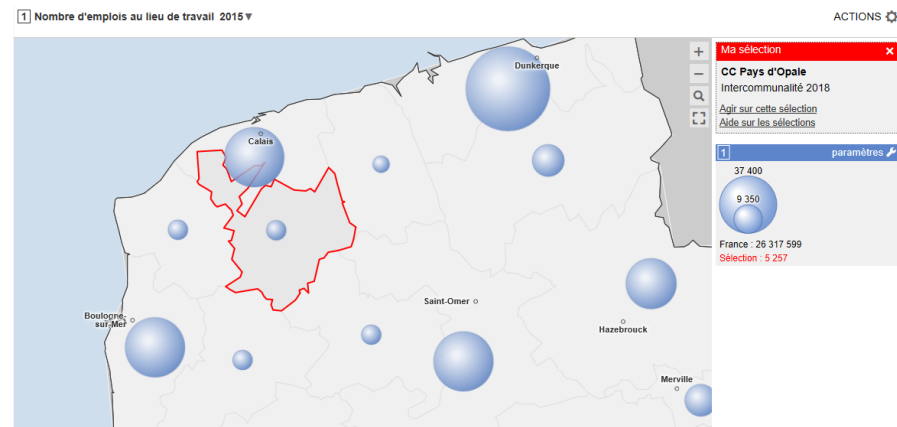 1 Nombre d'emplois au lieu de travail 2015▼
ACTIONS
Dunkerque
Calais
Boulogne-
sur-Mer
Saint-Omer
Hazebrouck
Merville
+
−
Ma sélection ×
CC Pays d'Opale
Intercommunalité 2018
Agir sur cette sélection
Aide sur les sélections
1 paramètres
37 400
9 350
France : 26 317 599
Sélection : 5 257